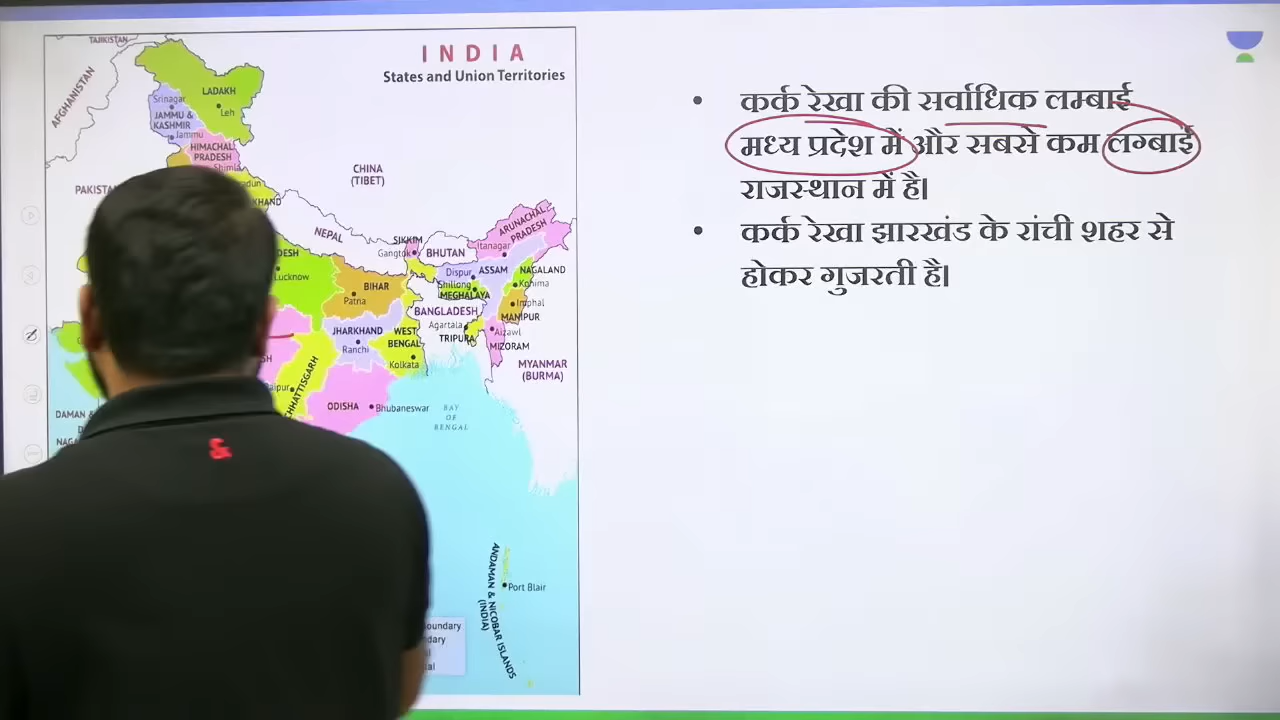 INDIA
States and Union Territories
TAJIKISTAN
AFGHANISTAN
LADAKH
Leh
Srinagar
JAMMU &
KASHMIR
Jammu
HIMACHAL
PRADESH
Shimla
CHINA
(TIBET)
NEPAL
SIKKIM
Gangtok
BHUTAN
ARUNACHAL
PRADESH
Itanagar
Dispur
ASSAM
NAGALAND
Kohima
Shillong
MEGHALAYA
Imphal
MANIPUR
BANGLADESH
Agartala
TRIPURA
Aizawl
MIZORAM
MYANMAR
(BURMA)
Lucknow
BIHAR
Patna
JHARKHAND
Ranchi
WEST
BENGAL
Kolkata
ODISHA
Bhubaneswar
BAY
OF
BENGAL
DAMAN &
ANDAMAN & NICOBAR ISLANDS
(INDIA)
Port Blair
• कर्क रेखा की सर्वाधिक लम्बाई
मध्य प्रदेश में और सबसे कम लग्बाई
राजस्थान में है।
• कर्क रेखा झारखंड के रांची शहर से
होकर गुजरती है।